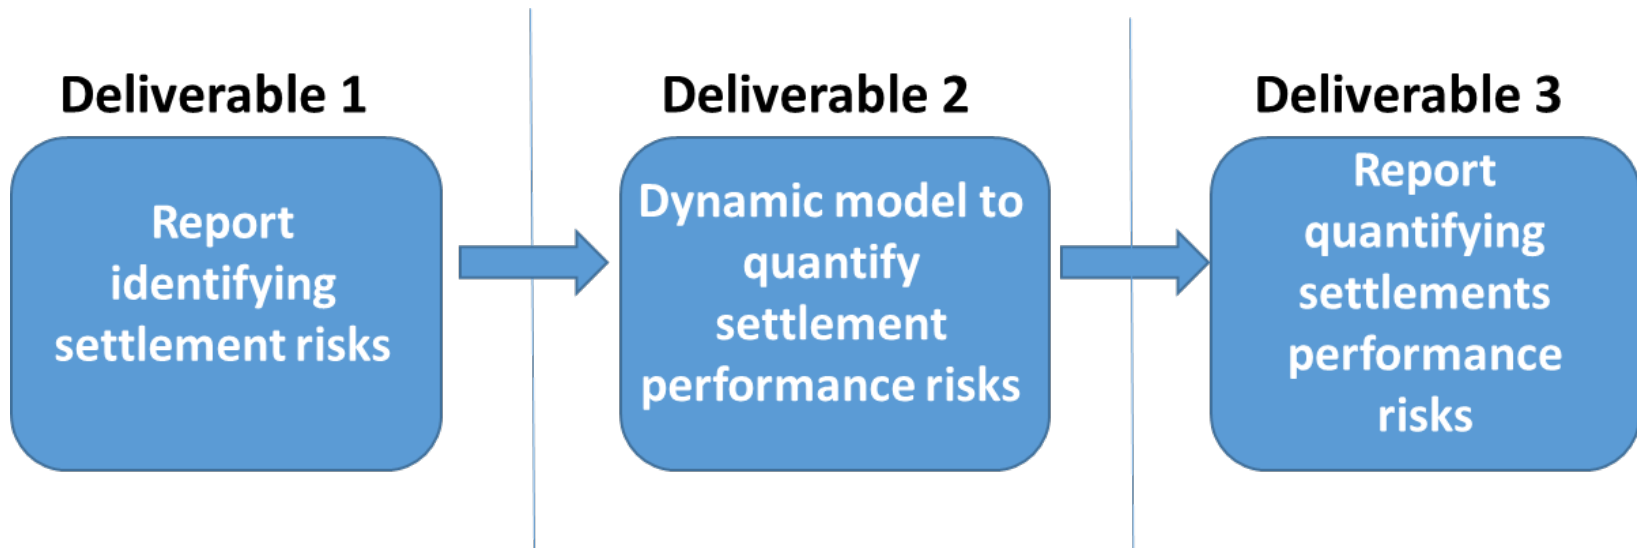 Deliverable 1
Report
identifying
settlement risks
Deliverable 2
Dynamic model to
quantify
settlement
performance risks
Deliverable 3
Report
quantifying
settlements
performance
risks